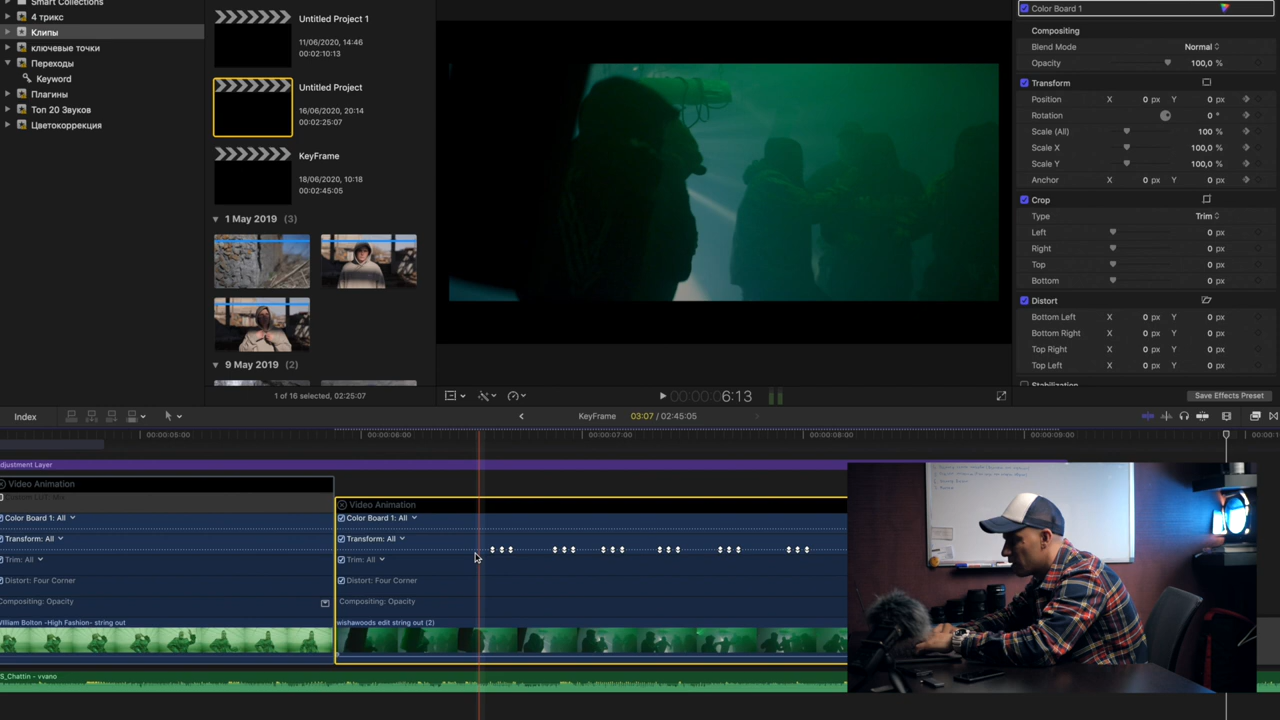 Smart Collections
4 трикс
Клипы
ключевые точки
Переходы
Keyword
Плагины
Топ 20 Звуков
Цветокоррекция
Untitled Project 1
11/06/2020, 14:46
00:02:10:13
Untitled Project
16/06/2020, 20:14
00:02:25:07
KeyFrame
18/06/2020, 10:18
00:02:45:05
1 May 2019 (3)
9 May 2019 (2)
1 of 16 selected, 02:25:07
00:00:00:6:13
Color Board 1
Compositing
Blend Mode Normal
Opacity 100,0 %
Transform
Position X 0 px Y 0 px
Rotation 0 °
Scale (All) 100 %
Scale X 100,0 %
Scale Y 100,0 %
Anchor X 0 px Y 0 px
Crop
Type Trim
Left 0 px
Right 0 px
Top 0 px
Bottom 0 px
Distort
Bottom Left X 0 px Y 0 px
Bottom Right X 0 px Y 0 px
Top Right X 0 px Y 0 px
Top Left X 0 px Y 0 px
Stabilization
Save Effects Preset
Index
KeyFrame 03:07 / 02:45:05
00:00:05:00 00:00:06:00 00:00:07:00 00:00:08:00 00:00:09:00 00:00:1
djustment Layer
Video Animation
Color Board 1: All
Transform: All
Trim: All
Distort: Four Corner
Compositing: Opacity
William Bolton -High Fashion- string out
Video Animation
Color Board 1: All
Transform: All
Trim: All
Distort: Four Corner
Compositing: Opacity
wishawoods edit string out (2)
S_Chattin - vvano